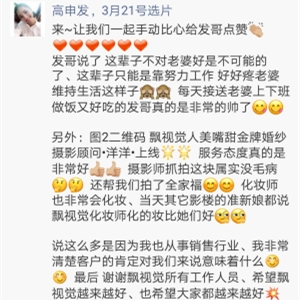 高申发，3月21号选片
来~让我们一起手动比心给发哥点赞👏
❤️❤️❤️❤️❤️❤️
发哥说了 这辈子不对老婆好是不可能的
了、这辈子只能是靠努力工作 好好疼老婆
维持生活这样子🙈🙈 每天接送老婆上下班
做饭又好吃的发哥真的是非常的帅了😁😁
另外：图2二维码 飘视觉人美嘴甜金牌婚纱
摄影顾问•洋洋•上线🌟🌟 服务态度真的是
非常好👍👍 摄影师抓拍这块属实没毛病
🤔🤔 还帮我们拍了全家福😊😊 化妆师
也非常会化妆、当天其它影楼的准新娘都说
飘视觉化妆师化的妆比她们好😄😄
说这么多是因为我也从事销售行业、我非常
清楚客户的肯定对我们来说意味着什么😋
😋 最后 谢谢飘视觉所有工作人员、希望飘
视觉越来越好、也希望大家都越来越好🌟